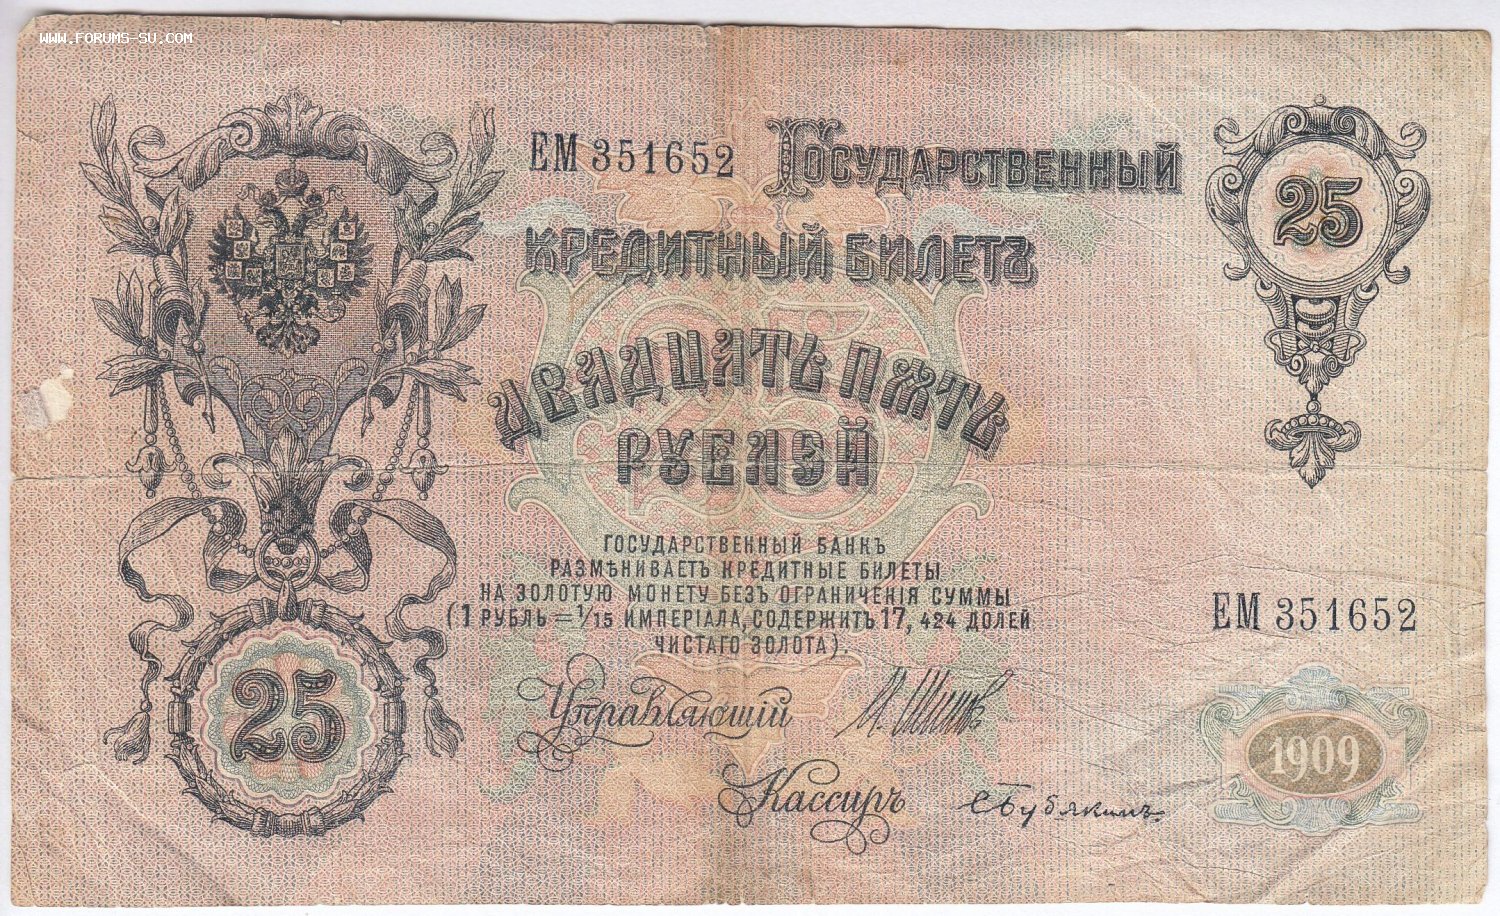 WWW.FORUMS-SU.COM
ЕМ 351652
Государственный
25
кредитный билетъ
двадцать пять
рублей
ГОСУДАРСТВЕННЫЙ БАНКЪ
РАЗМѢНИВАЕТЪ КРЕДИТНЫЕ БИЛЕТЫ
НА ЗОЛОТУЮ МОНЕТУ БЕЗЪ ОГРАНИЧЕНІЯ СУММЫ
(1 РУБЛЬ = 1/15 ИМПЕРІАЛА, СОДЕРЖИТЪ 17, 424 ДОЛЕЙ
ЧИСТАГО ЗОЛОТА).
ЕМ 351652
25
Управляющій И. Шипов
1909
Кассиръ